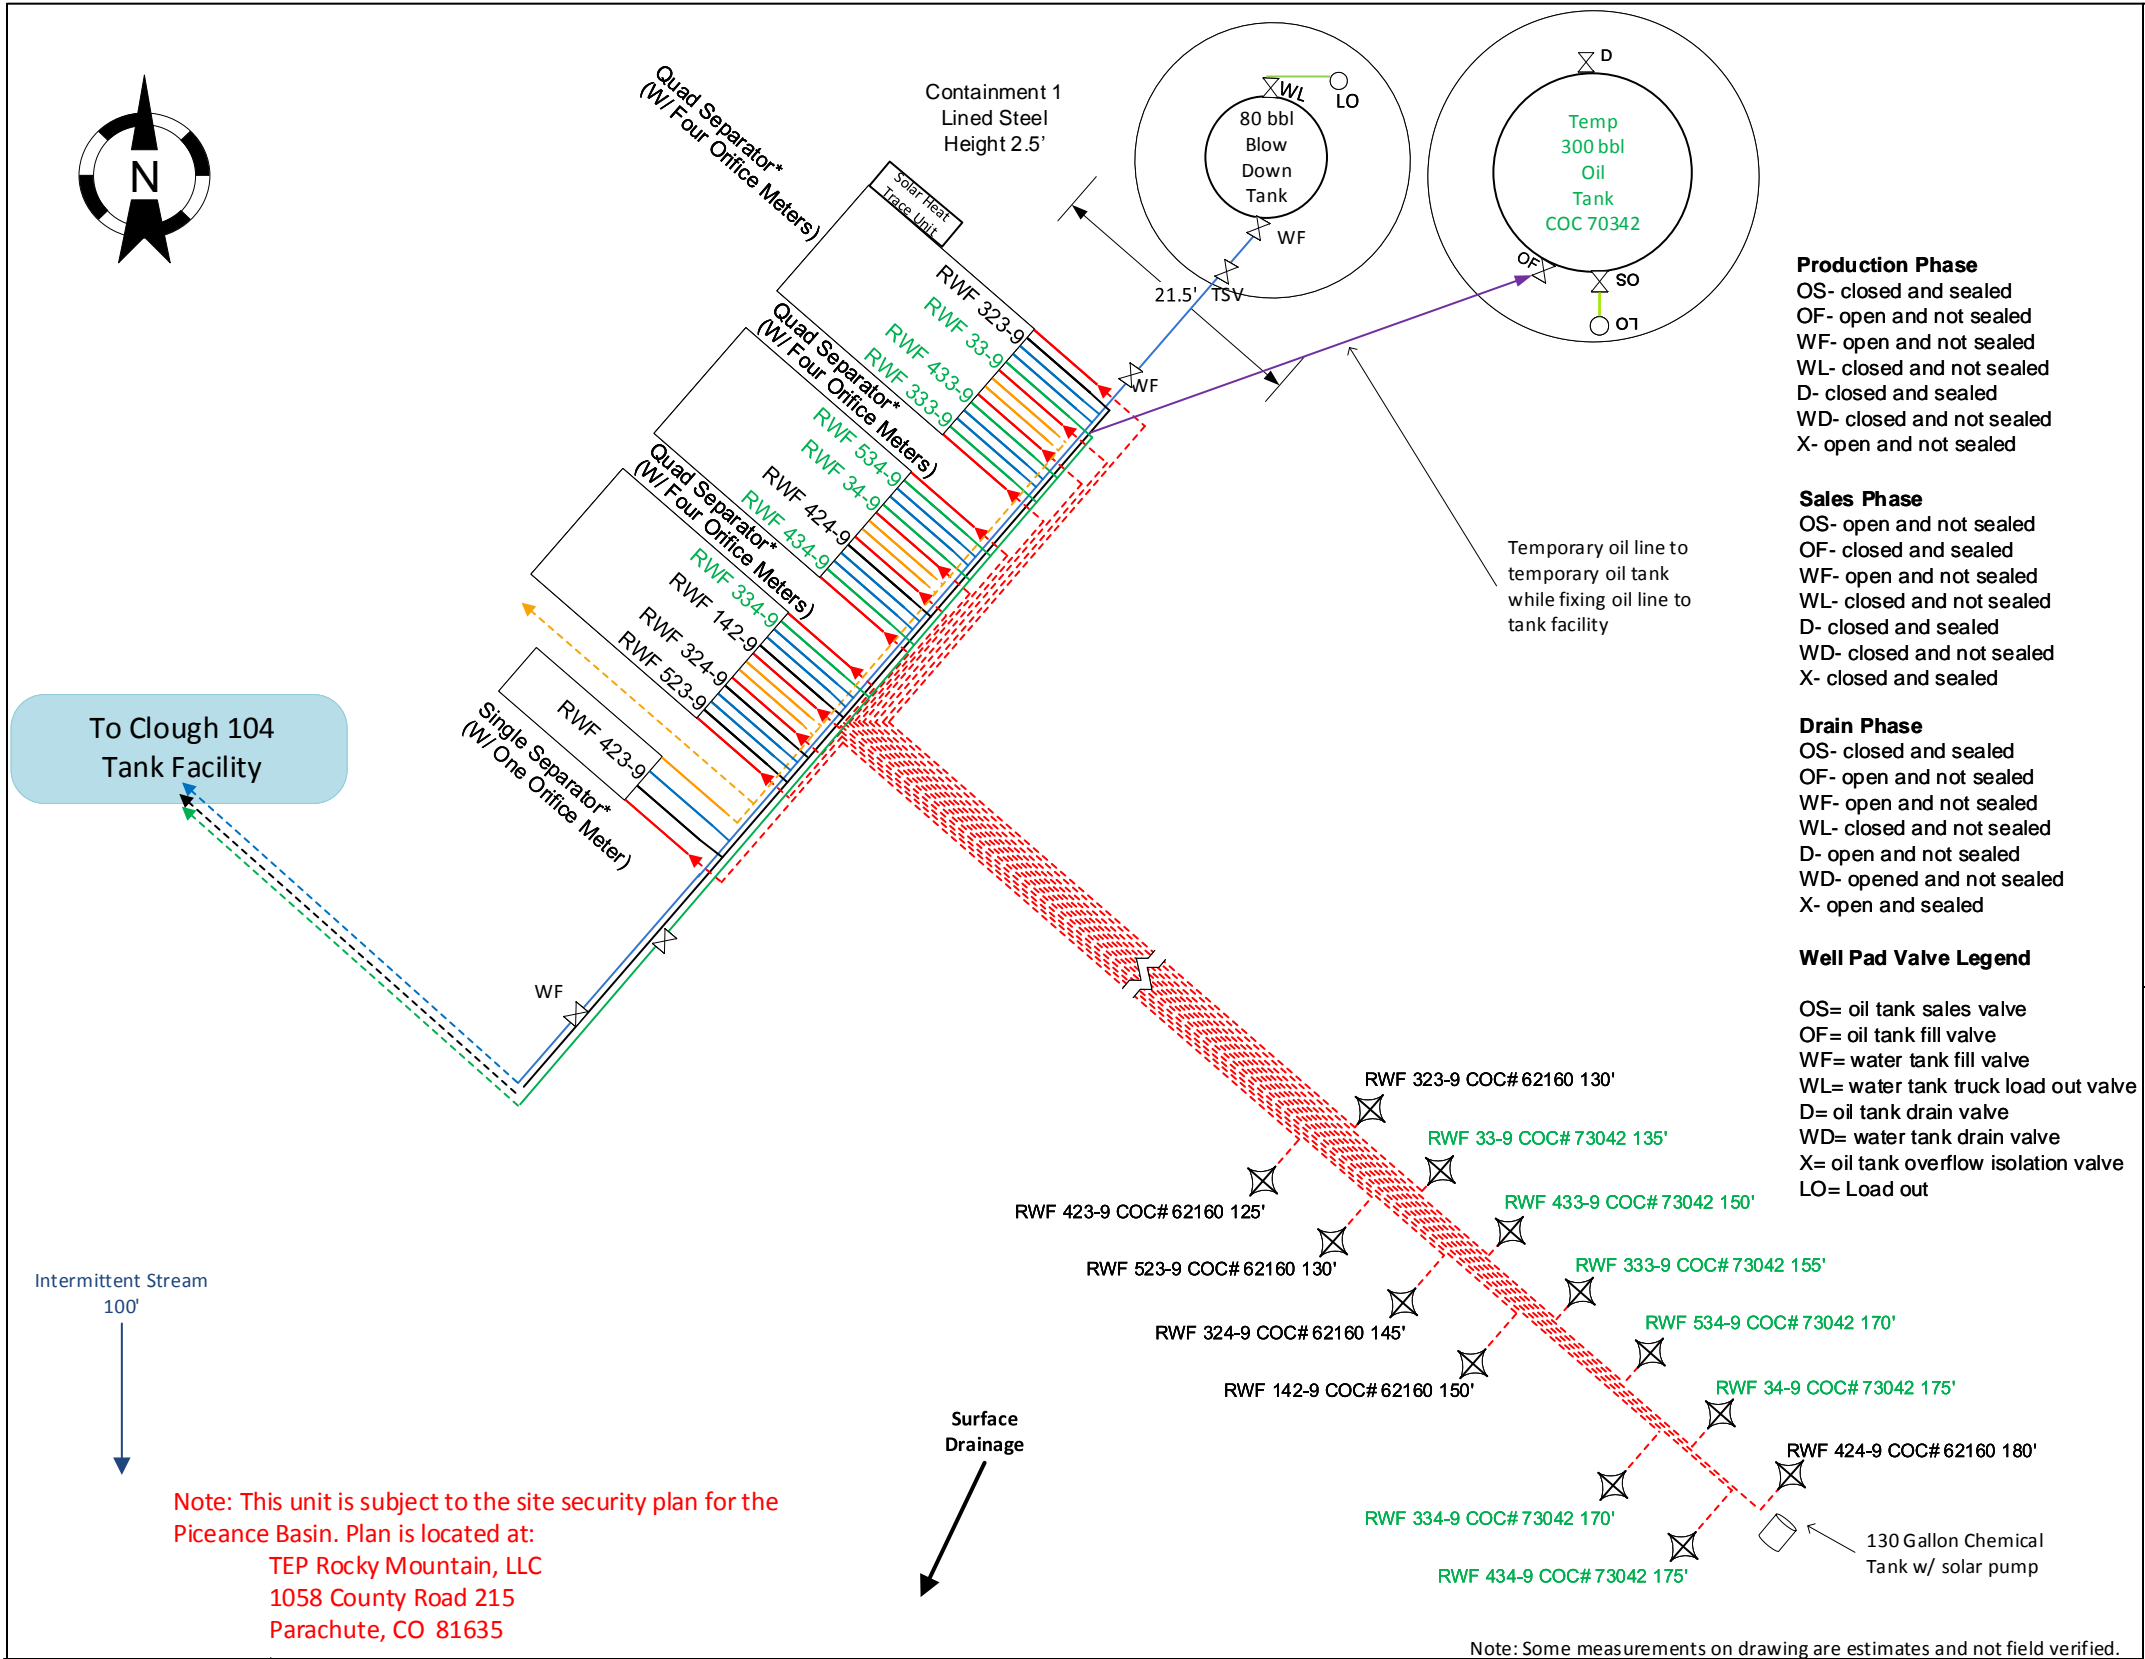 N
Quad Separator*
(W/ Four Orifice Meters)
Solar Heat
Trace Unit
Containment 1
Lined Steel
Height 2.5'
WL
LO
80 bbl
Blow
Down
Tank
WF
TSV
21.5'
WF
D
Temp
300 bbl
Oil
Tank
COC 70342
OF
SO
LO
RWF 323-9
RWF 33-9
RWF 433-9
RWF 333-9
Quad Separator*
(W/ Four Orifice Meters)
RWF 534-9
RWF 34-9
RWF 424-9
RWF 434-9
Quad Separator*
(W/ Four Orifice Meters)
RWF 334-9
RWF 142-9
RWF 324-9
RWF 523-9
RWF 423-9
Single Separator*
(W/ One Orifice Meter)
To Clough 104
Tank Facility
WF
Temporary oil line to
temporary oil tank
while fixing oil line to
tank facility
Production Phase
OS- closed and sealed
OF- open and not sealed
WF- open and not sealed
WL- closed and not sealed
D- closed and sealed
WD- closed and not sealed
X- open and not sealed
Sales Phase
OS- open and not sealed
OF- closed and sealed
WF- open and not sealed
WL- closed and not sealed
D- closed and sealed
WD- closed and not sealed
X- closed and sealed
Drain Phase
OS- closed and sealed
OF- open and not sealed
WF- open and not sealed
WL- closed and not sealed
D- open and not sealed
WD- opened and not sealed
X- open and sealed
Well Pad Valve Legend
OS= oil tank sales valve
OF= oil tank fill valve
WF= water tank fill valve
WL= water tank truck load out valve
D= oil tank drain valve
WD= water tank drain valve
X= oil tank overflow isolation valve
LO= Load out
RWF 323-9 COC# 62160 130'
RWF 33-9 COC# 73042 135'
RWF 433-9 COC# 73042 150'
RWF 333-9 COC# 73042 155'
RWF 534-9 COC# 73042 170'
RWF 34-9 COC# 73042 175'
RWF 424-9 COC# 62160 180'
RWF 423-9 COC# 62160 125'
RWF 523-9 COC# 62160 130'
RWF 324-9 COC# 62160 145'
RWF 142-9 COC# 62160 150'
RWF 334-9 COC# 73042 170'
RWF 434-9 COC# 73042 175'
130 Gallon Chemical
Tank w/ solar pump
Intermittent Stream
100'
Surface
Drainage
Note: This unit is subject to the site security plan for the
Piceance Basin. Plan is located at:
TEP Rocky Mountain, LLC
1058 County Road 215
Parachute, CO 81635
Note: Some measurements on drawing are estimates and not field verified.